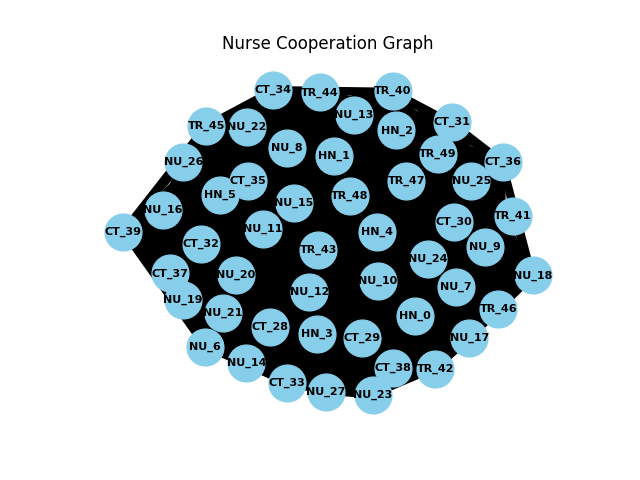 Nurse Cooperation Graph
CT_34
TR_44
TR_40
NU_13
CT_31
TR_45
NU_22
HN_2
NU_8
HN_1
TR_49
NU_26
CT_36
CT_35
TR_47
NU_25
HN_5
TR_48
NU_15
NU_16
TR_41
CT_30
NU_11
CT_39
HN_4
CT_32
NU_9
TR_43
NU_24
CT_37
NU_20
NU_18
NU_10
NU_7
NU_12
NU_19
TR_46
NU_21
HN_0
CT_28
HN_3
CT_29
NU_17
NU_6
NU_14
CT_38
TR_42
CT_33
NU_27
NU_23